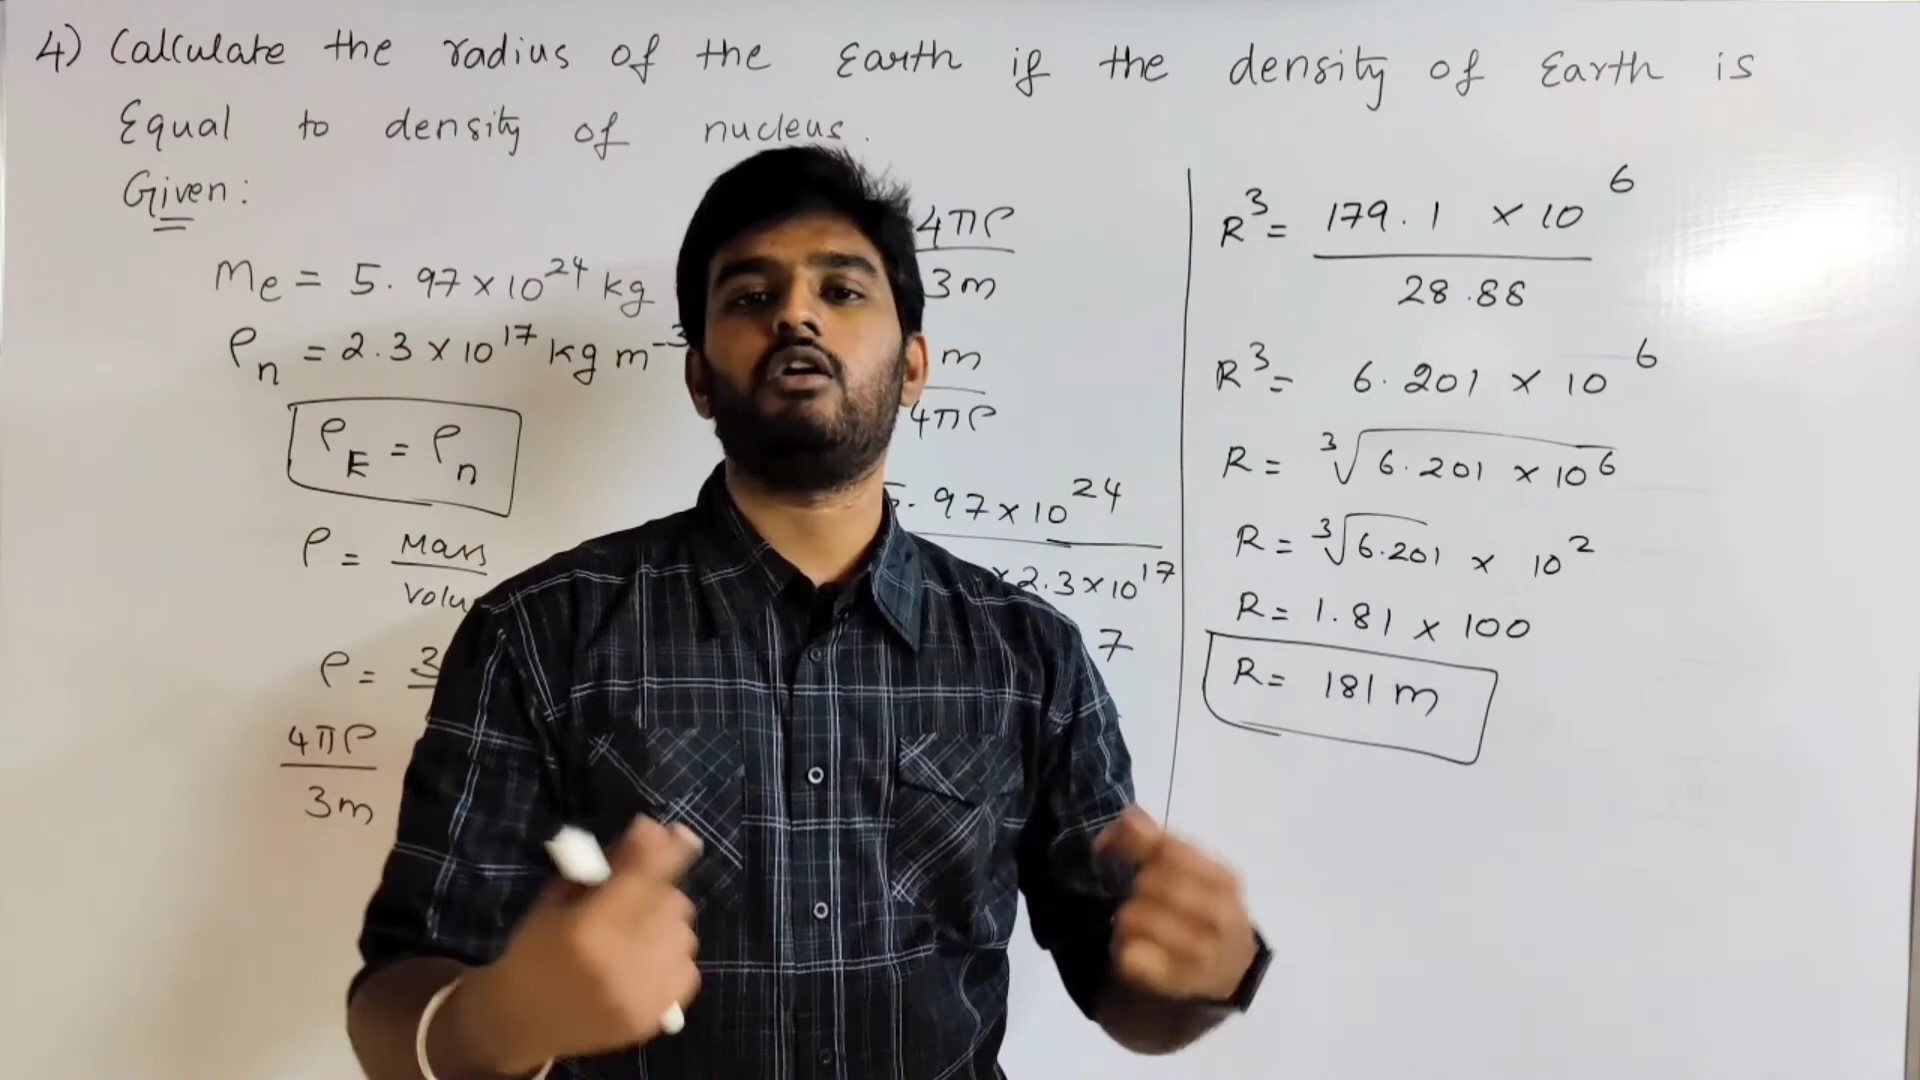 4) Calculate the radius of the Earth if the density of Earth is
Equal to density of nucleus.
Given:
Me = 5.97 × 10^24 kg
ρn = 2.3 × 10^17 kg m^-3
ρE = ρn
ρ = Mass
ρ = 3
4πρ
3m
4πρ
3m
m
4πρ
5.97 × 10^24
× 2.3 × 10^17
7
R^3 = 179.1 × 10^6
28.88
R^3 = 6.201 × 10^6
R = ∛6.201 × 10^6
R = ∛6.201 × 10^2
R = 1.81 × 100
R = 181 m